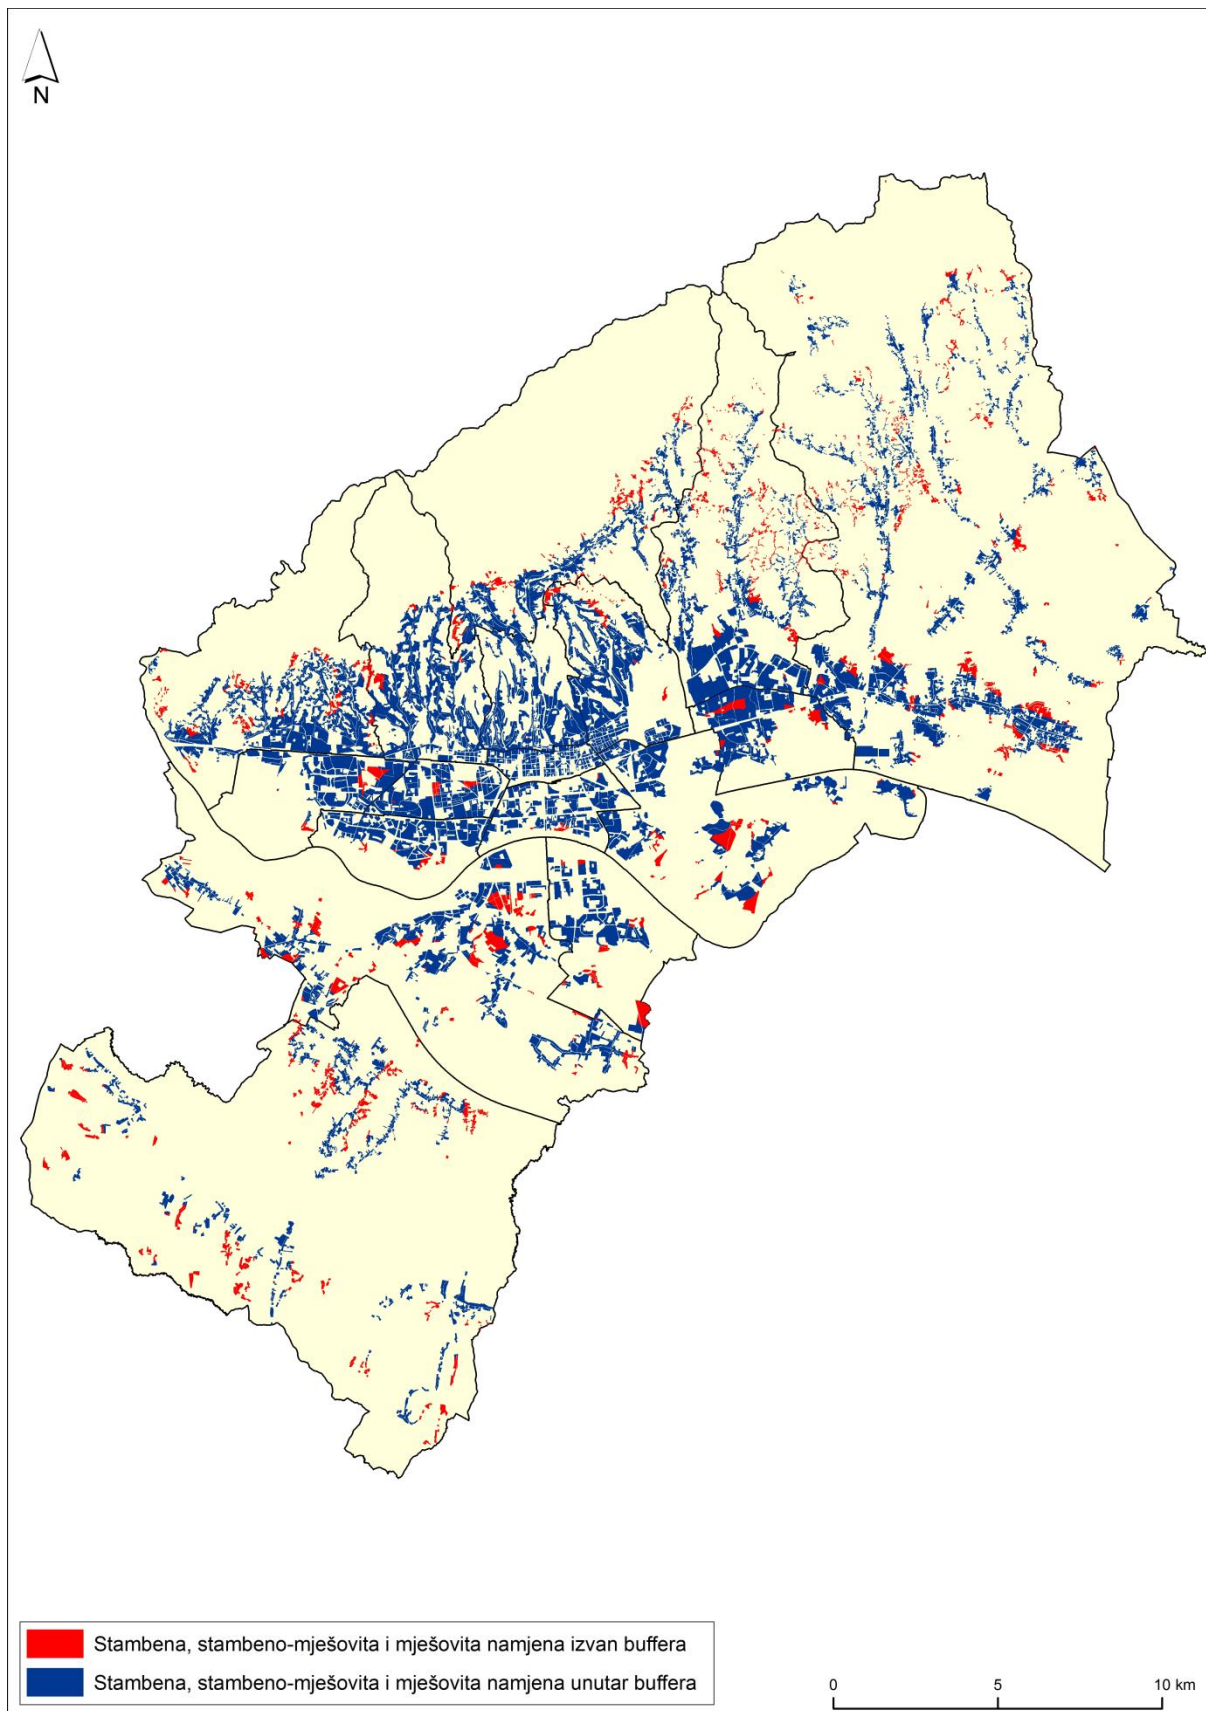 N
Stambena, stambeno-mješovita i mješovita namjena izvan buffera
Stambena, stambeno-mješovita i mješovita namjena unutar buffera
0 5 10 km